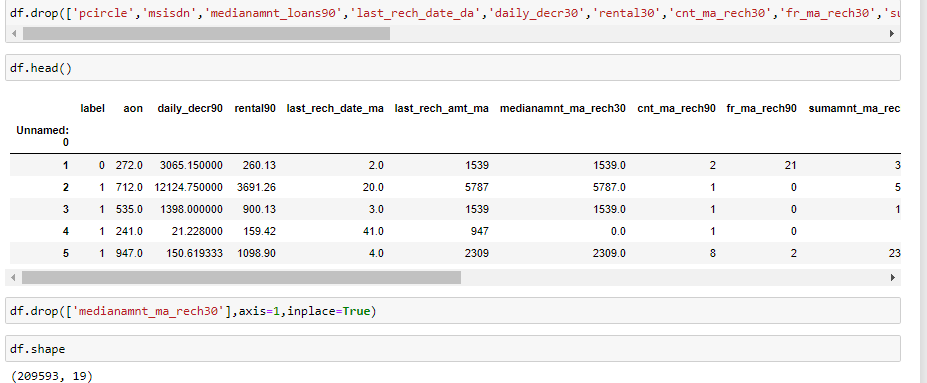 df.drop(['pcircle','msisdn','medianamnt_loans90','last_rech_date_da','daily_decr30','rental30','cnt_ma_rech30','fr_ma_rech30','su
df.head()
label aon daily_decr90 rental90 last_rech_date_ma last_rech_amt_ma medianamnt_ma_rech30 cnt_ma_rech90 fr_ma_rech90 sumamnt_ma_rec
Unnamed:
0
1 0 272.0 3065.150000 260.13 2.0 1539 1539.0 2 21 3
2 1 712.0 12124.750000 3691.26 20.0 5787 5787.0 1 0 5
3 1 535.0 1398.000000 900.13 3.0 1539 1539.0 1 0 1
4 1 241.0 21.228000 159.42 41.0 947 0.0 1 0
5 1 947.0 150.619333 1098.90 4.0 2309 2309.0 8 2 23
df.drop(['medianamnt_ma_rech30'],axis=1,inplace=True)
df.shape
(209593, 19)